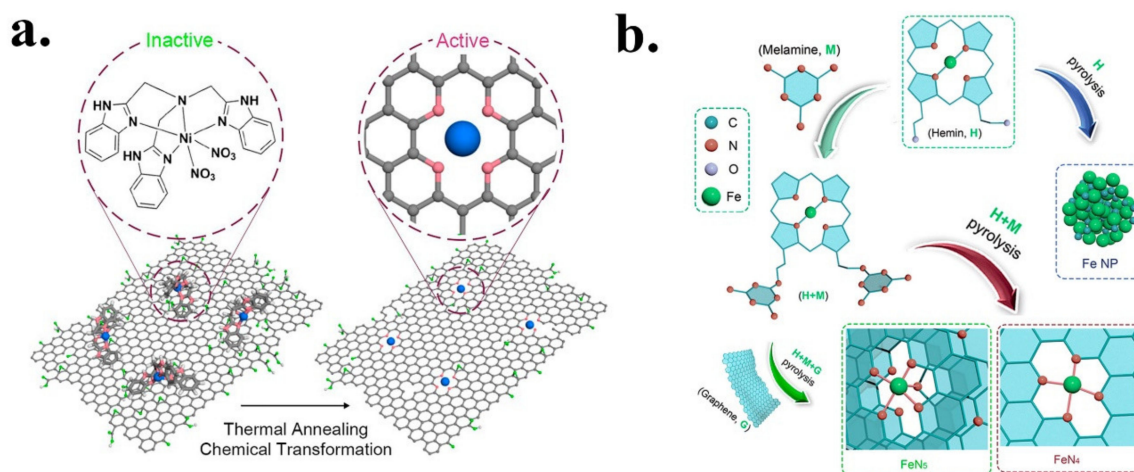 a.
Inactive
Active
NH
N
HN
N
N
Ni
HN
N
NO₃
NO₃
Thermal Annealing
Chemical Transformation
b.
(Melamine, M)
C
N
O
Fe
(Hemin, H)
H
pyrolysis
Fe NP
H+M
pyrolysis
(H+M)
H+M+G
pyrolysis
(Graphene, G)
FeN₅
FeN₄